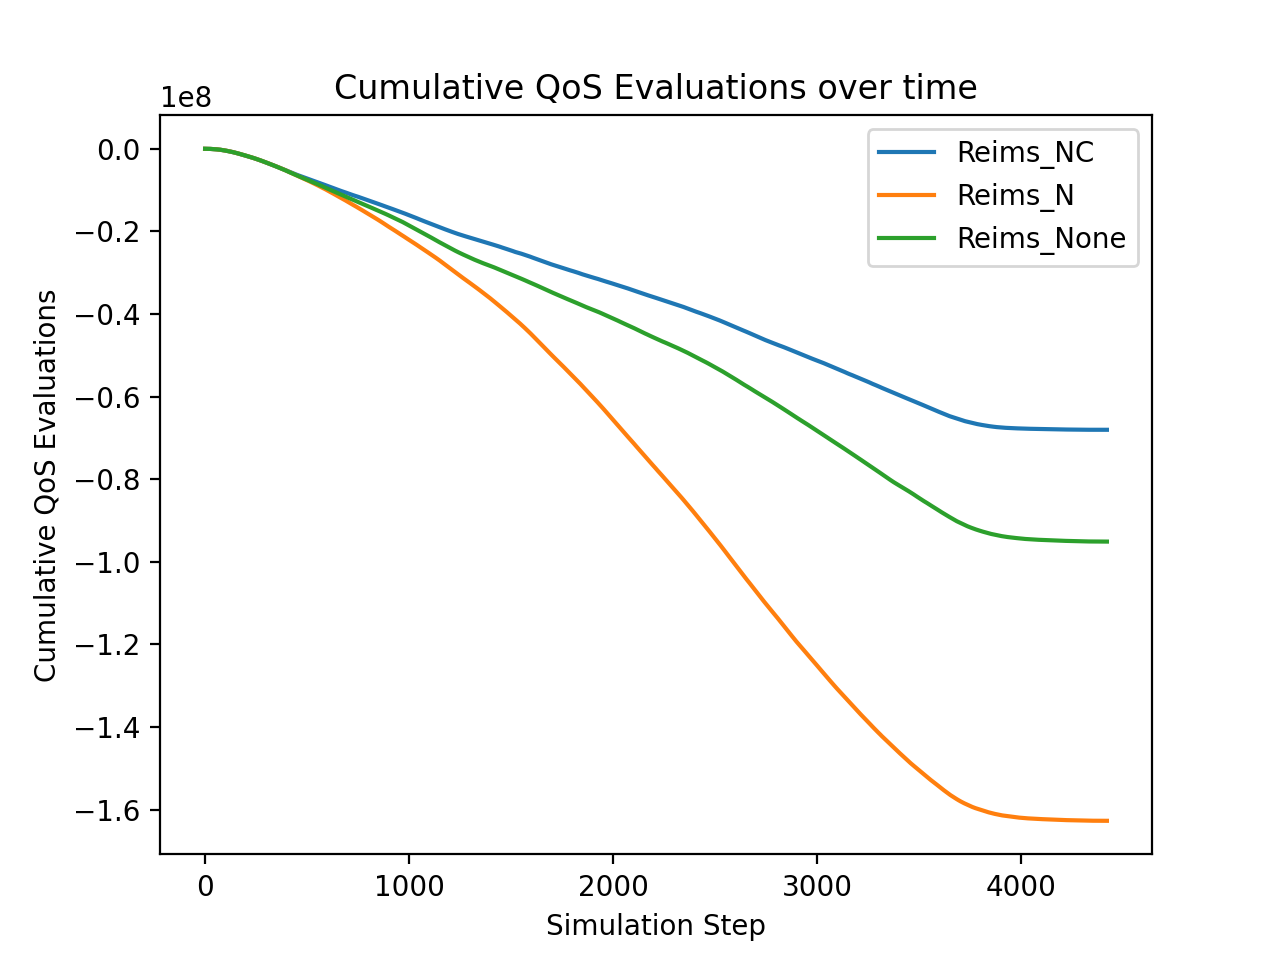 Cumulative QoS Evaluations over time
1e8
0.0
−0.2
−0.4
−0.6
−0.8
−1.0
−1.2
−1.4
−1.6
Cumulative QoS Evaluations
Reims_NC
Reims_N
Reims_None
0 1000 2000 3000 4000
Simulation Step